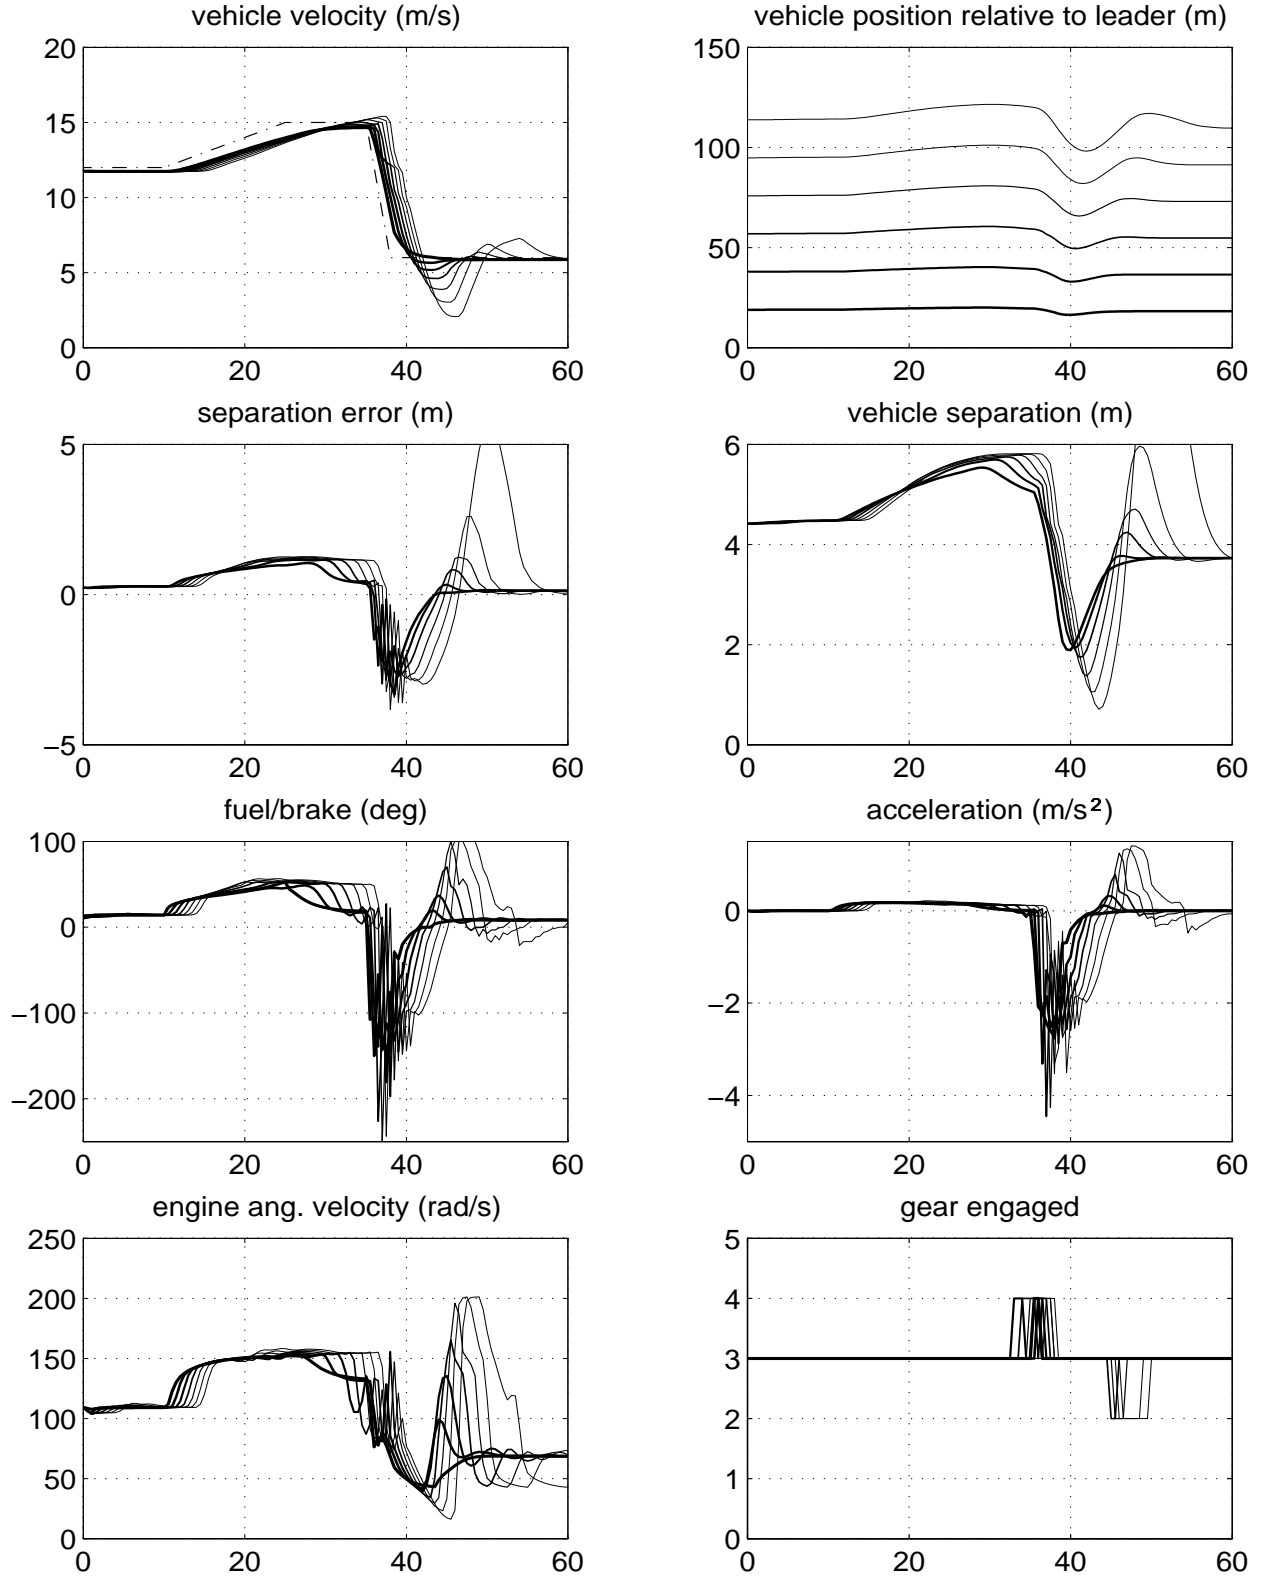 vehicle velocity (m/s)
20
15
10
5
0
0 20 40 60
vehicle position relative to leader (m)
150
100
50
0
0 20 40 60
separation error (m)
5
0
−5
0 20 40 60
vehicle separation (m)
6
4
2
0
0 20 40 60
fuel/brake (deg)
100
0
−100
−200
0 20 40 60
acceleration (m/s²)
0
−2
−4
0 20 40 60
engine ang. velocity (rad/s)
250
200
150
100
50
0
0 20 40 60
gear engaged
5
4
3
2
1
0
0 20 40 60